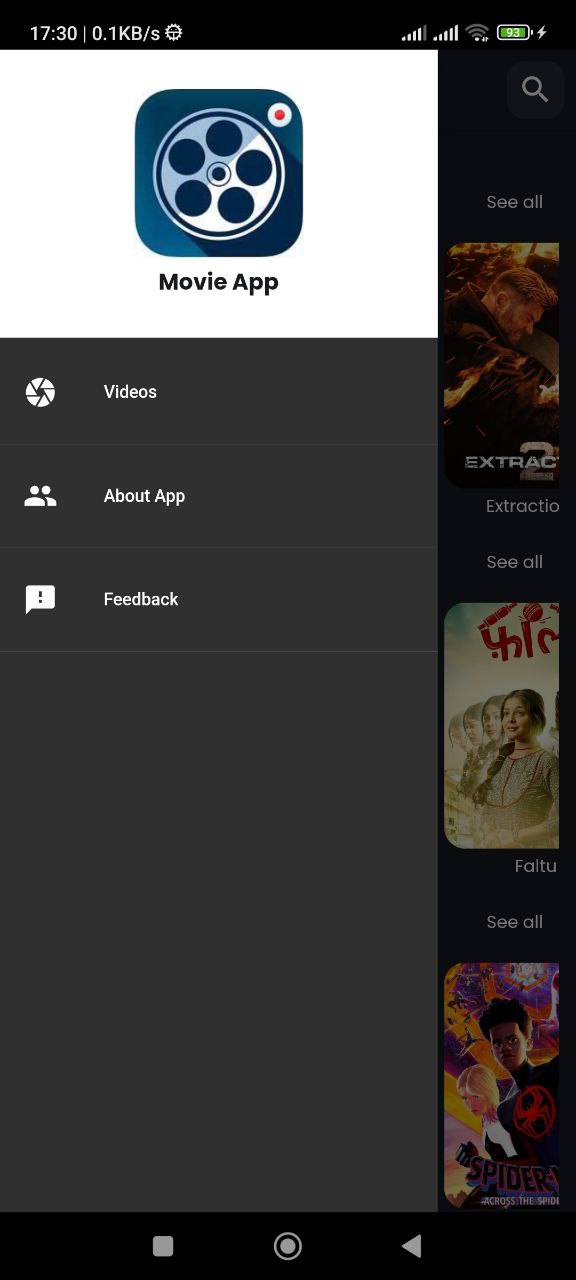 17:30 | 0.1KB/s
93
Movie App
Videos
About App
Feedback
See all
EXTRAC
2
Extractio
See all
Faltu
See all
SPIDER
ACROSS THE SPIDE